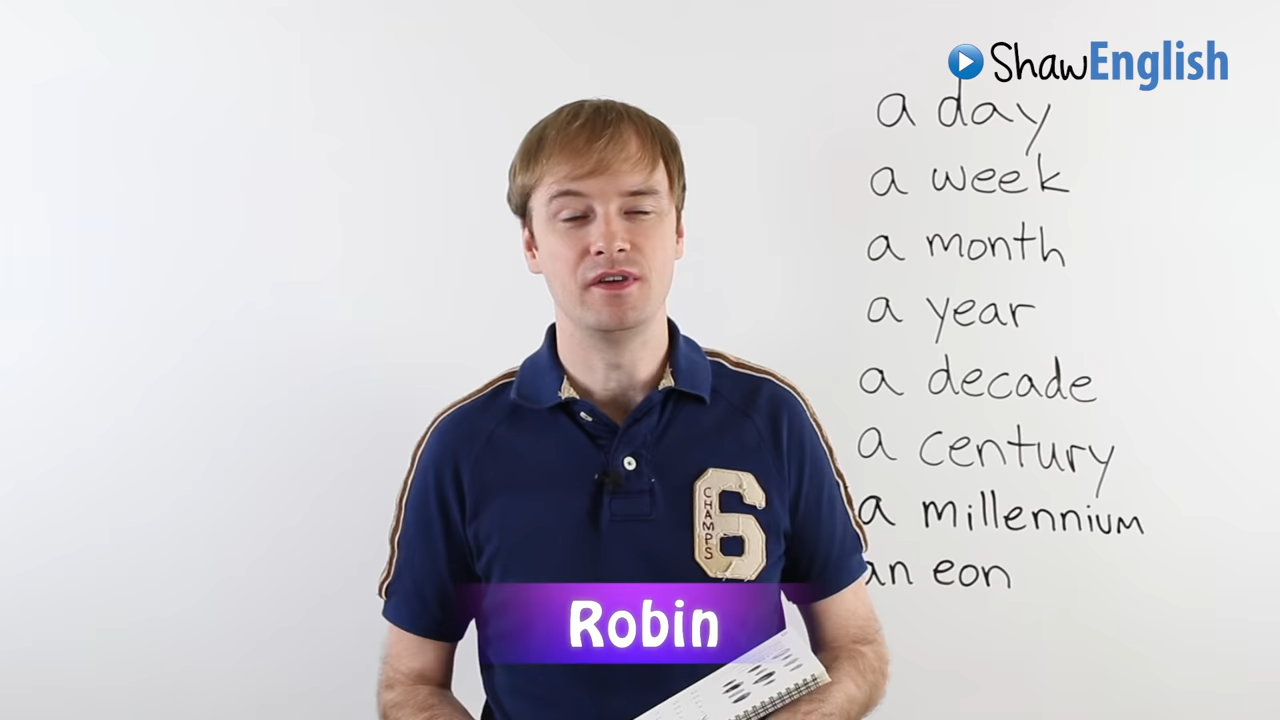 ShawEnglish
a day
a week
a month
a year
a decade
a century
a millennium
an eon
CHAMPS
6
Robin